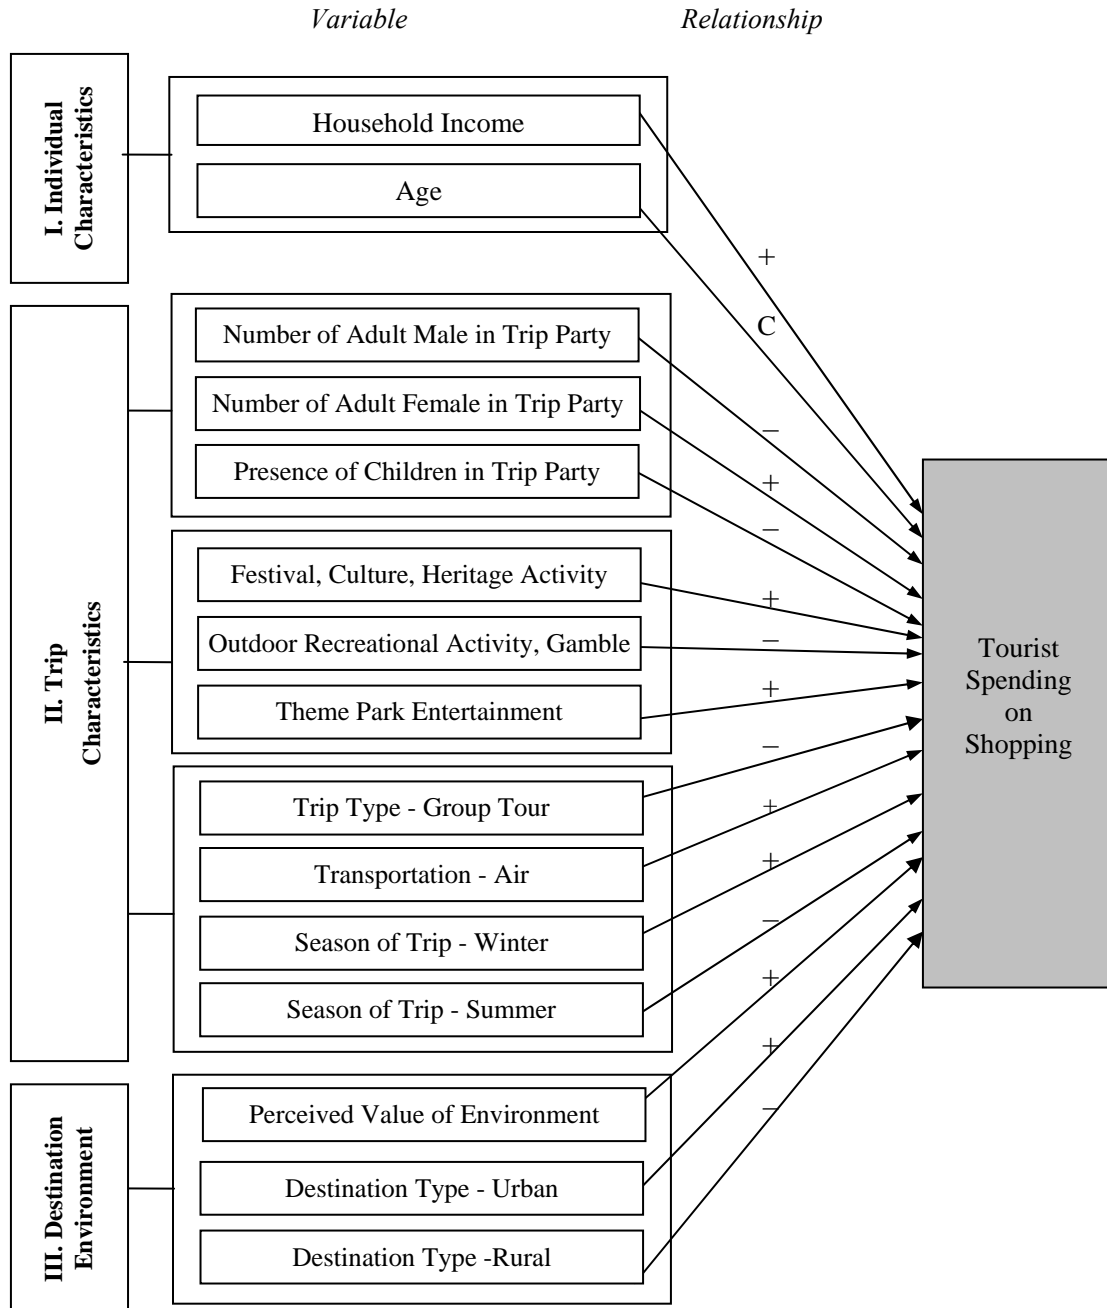 Variable
Relationship
I. Individual
Characteristics
Household Income
Age
+
C
II. Trip
Characteristics
Number of Adult Male in Trip Party
Number of Adult Female in Trip Party
Presence of Children in Trip Party
–
+
–
Festival, Culture, Heritage Activity
Outdoor Recreational Activity, Gamble
Theme Park Entertainment
+
–
+
Trip Type - Group Tour
Transportation - Air
Season of Trip - Winter
Season of Trip - Summer
–
+
+
–
III. Destination
Environment
Perceived Value of Environment
Destination Type - Urban
Destination Type -Rural
+
+
–
Tourist
Spending
on
Shopping